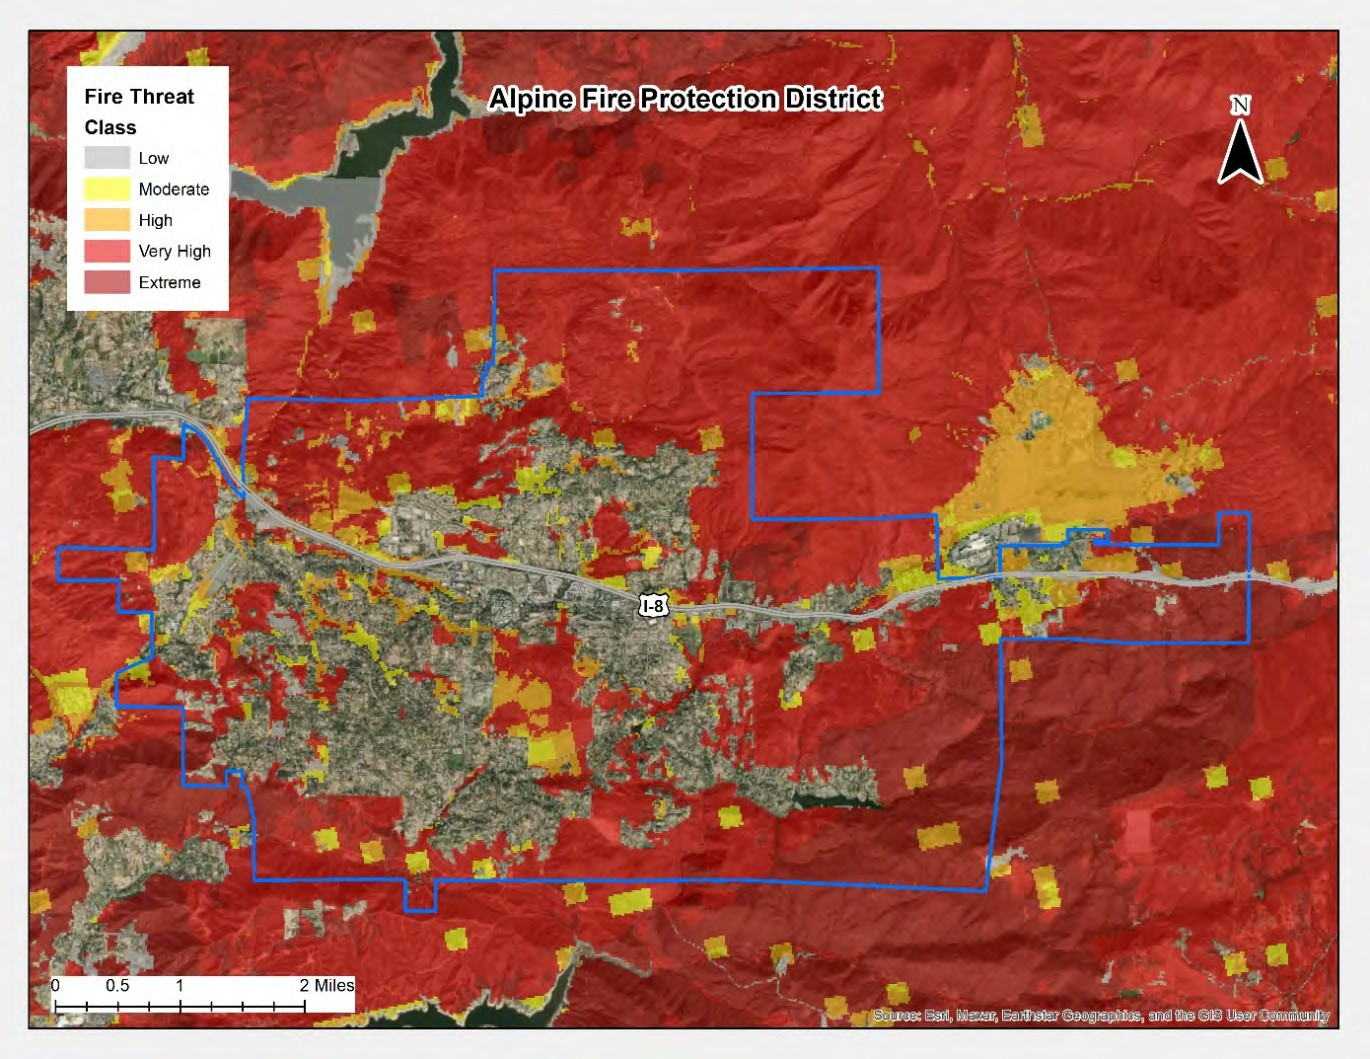 Alpine Fire Protection District
Fire Threat
Class
Low
Moderate
High
Very High
Extreme
N
I-8
0 0.5 1 2 Miles
Source: Esri, Maxar, Earthstar Geographics, and the GIS User Community